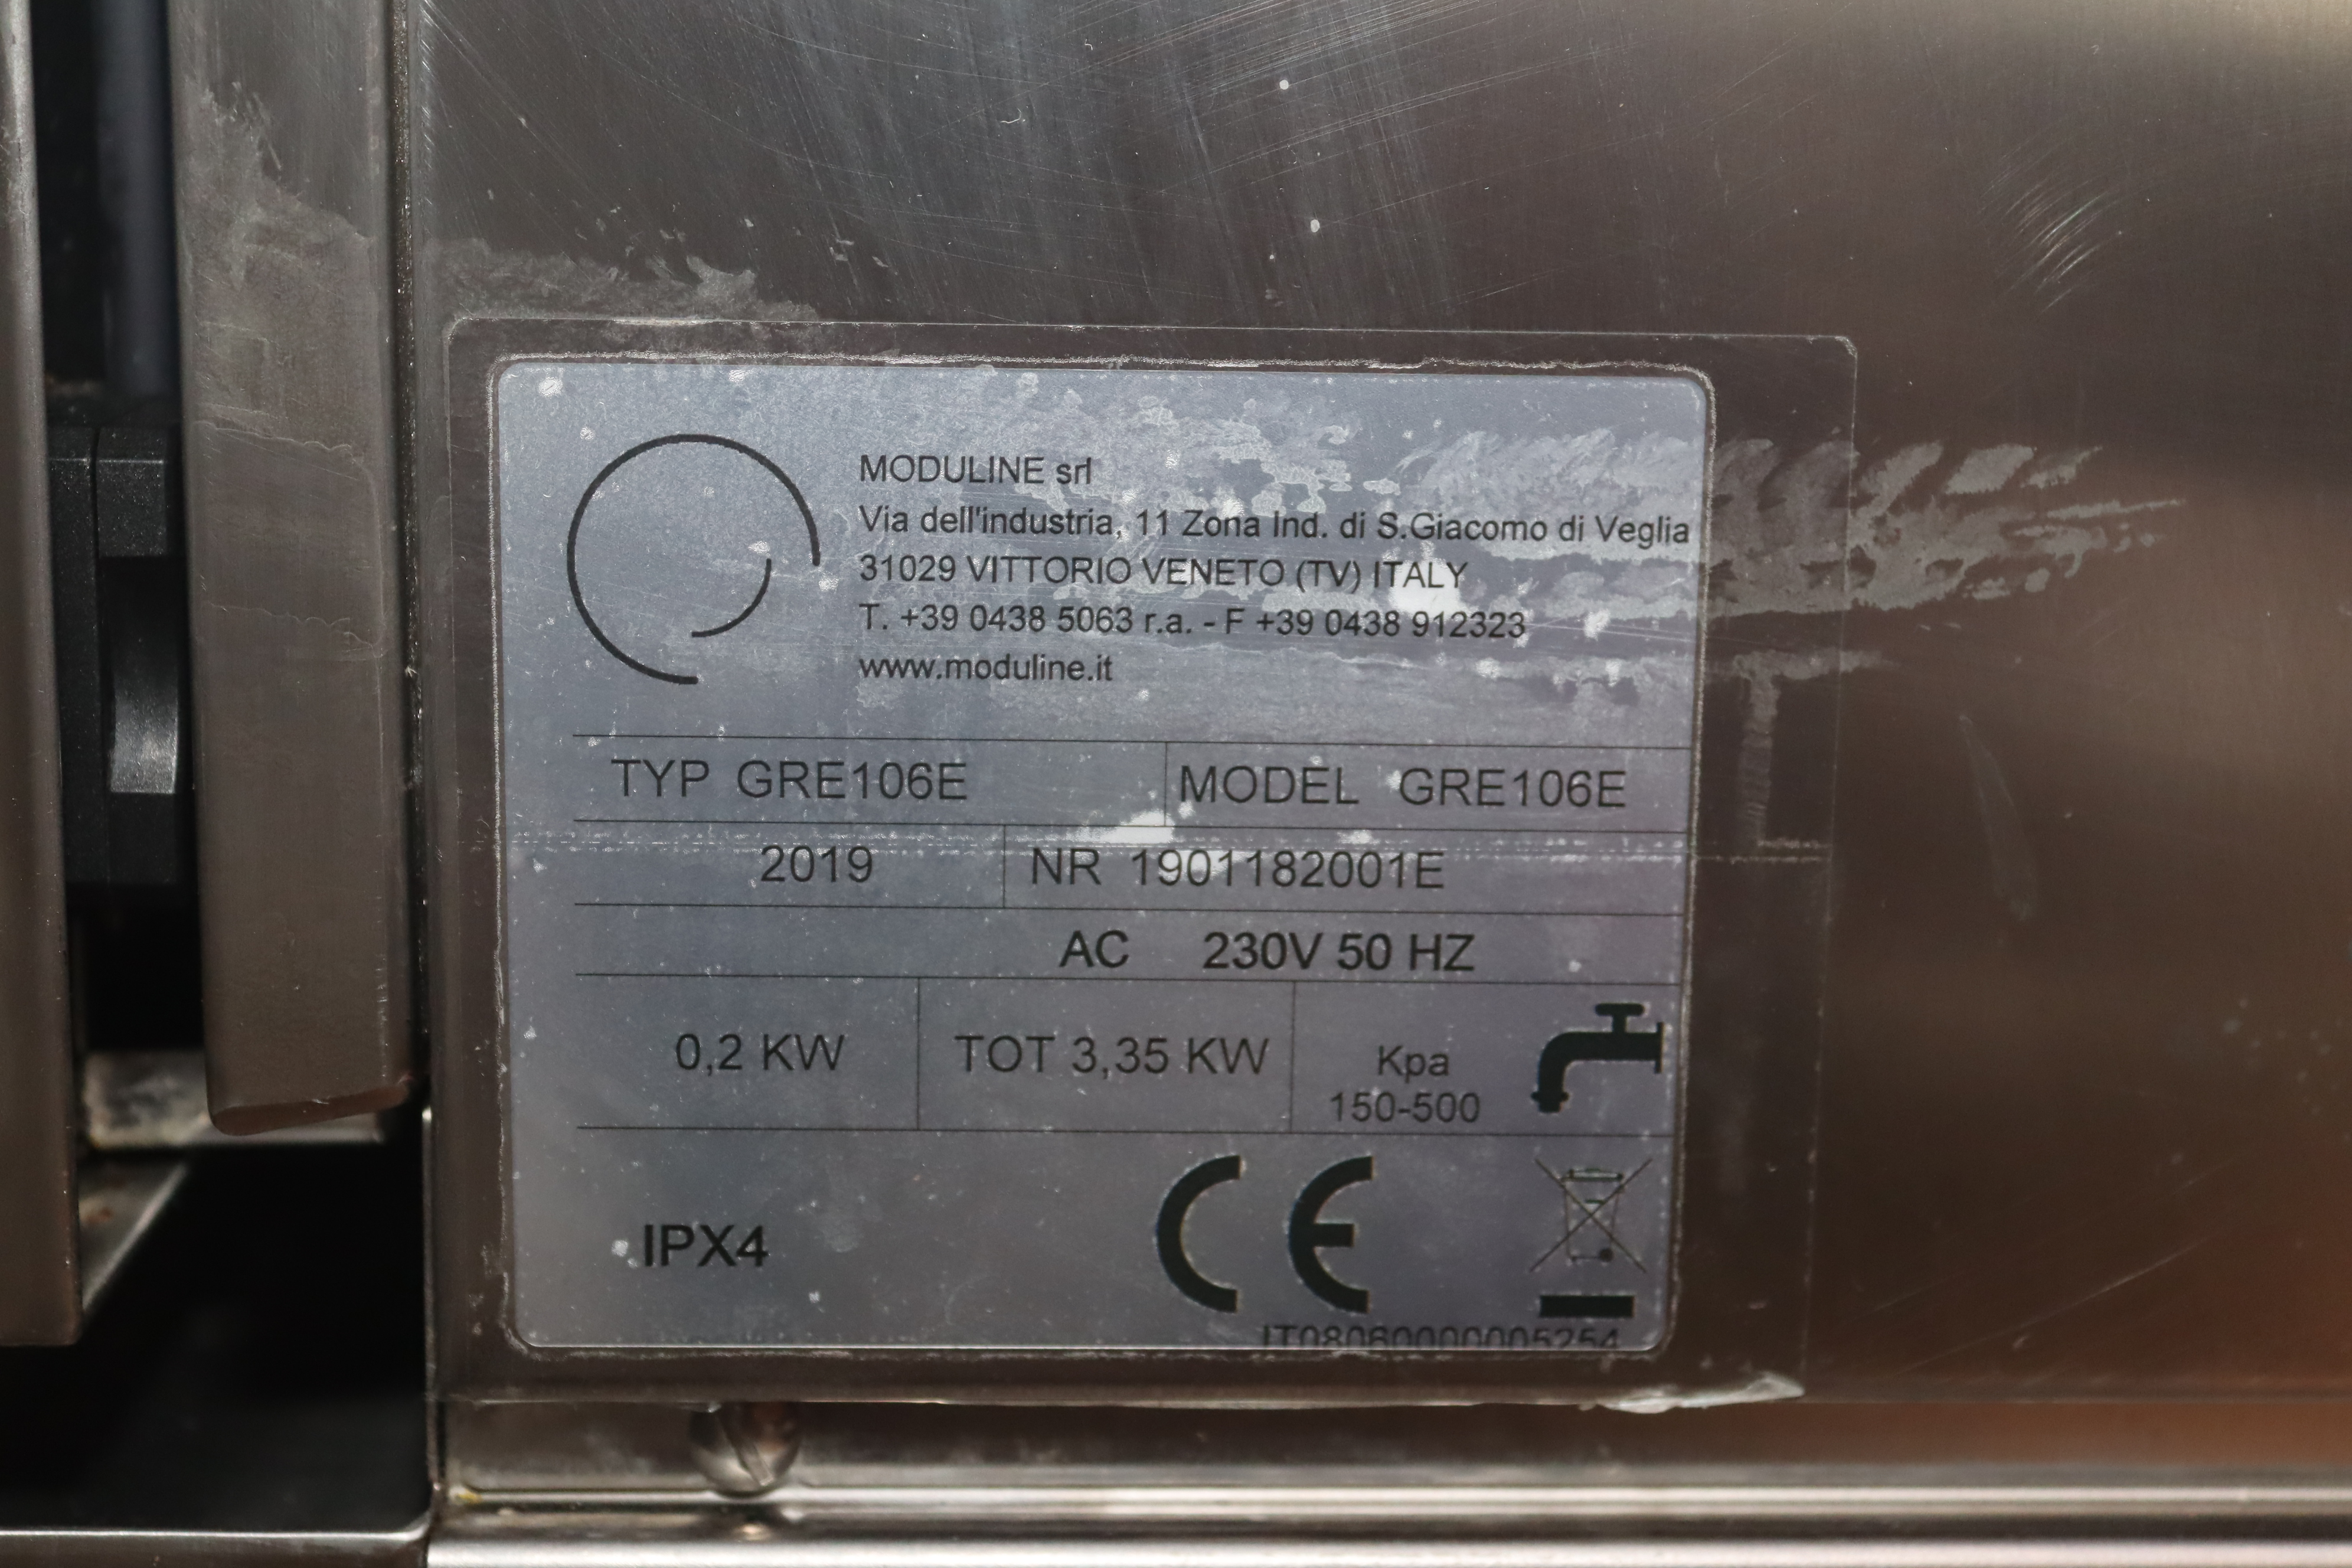 MODULINE srl
Via dell'industria, 11 Zona Ind. di S.Giacomo di Veglia
31029 VITTORIO VENETO (TV) ITALY
T. +39 0438 5063 r.a. - F +39 0438 912323
www.moduline.it
TYP GRE106E MODEL GRE106E
2019 NR 1901182001E
AC 230V 50 HZ
0,2 KW TOT 3,35 KW Kpa
150-500
IPX4 CE